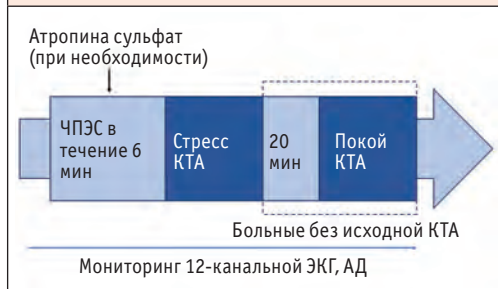 Атропина сульфат
(при необходимости)
ЧПЭС в
течение 6
мин
Стресс
КТА
20
мин
Покой
КТА
Больные без исходной КТА
Мониторинг 12-канальной ЭКГ, АД